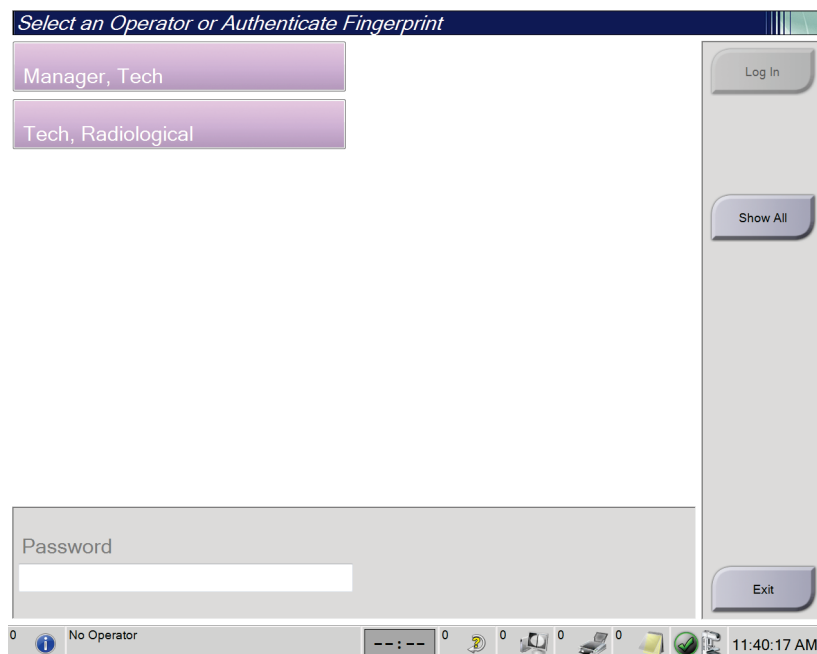 Select an Operator or Authenticate Fingerprint
Manager, Tech
Log In
Tech, Radiological
Show All
Password
Exit
0
No Operator
--:--
0
0
0
0
11:40:17 AM